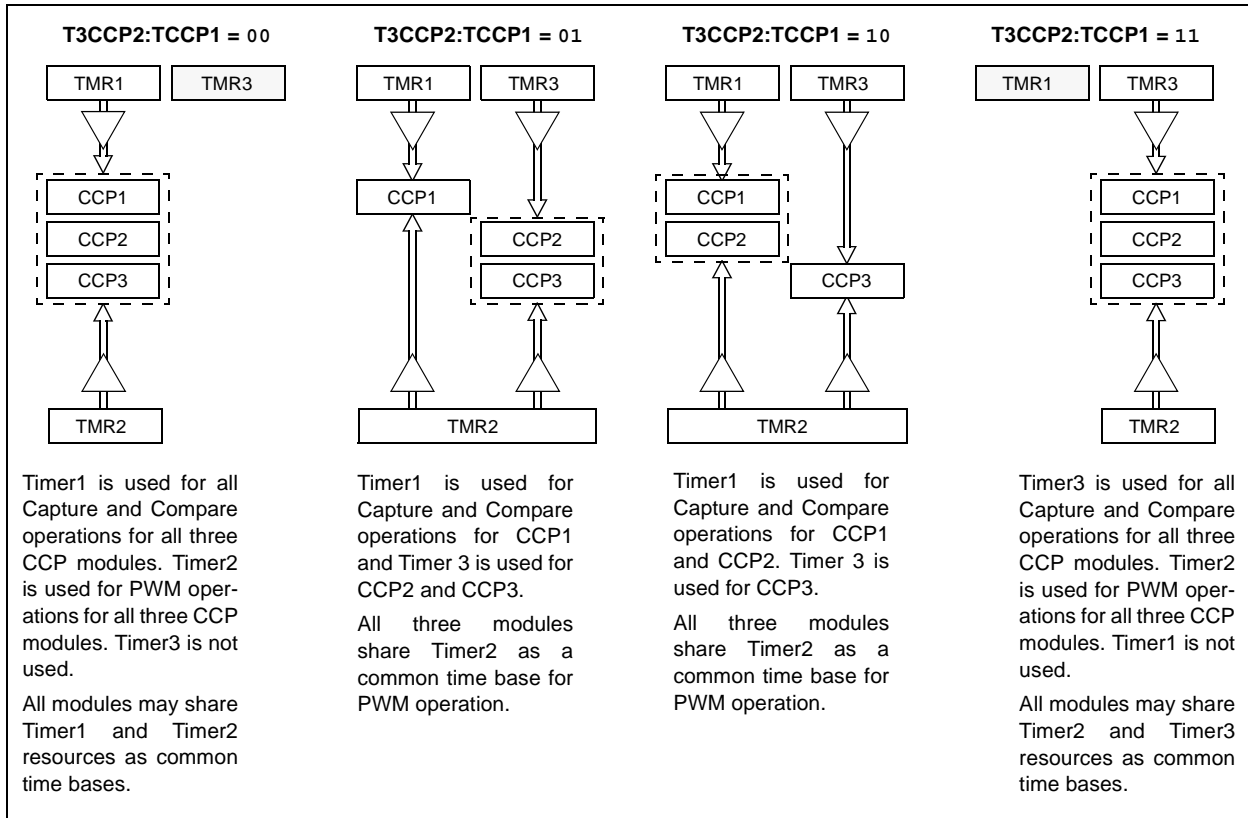 T3CCP2:TCCP1 = 00
TMR1
TMR3
CCP1
CCP2
CCP3
TMR2
Timer1 is used for all
Capture and Compare
operations for all three
CCP modules. Timer2
is used for PWM oper-
ations for all three CCP
modules. Timer3 is not
used.
All modules may share
Timer1 and Timer2
resources as common
time bases.
T3CCP2:TCCP1 = 01
TMR1
TMR3
CCP1
CCP2
CCP3
TMR2
Timer1 is used for
Capture and Compare
operations for CCP1
and Timer 3 is used for
CCP2 and CCP3.
All three modules
share Timer2 as a
common time base for
PWM operation.
T3CCP2:TCCP1 = 10
TMR1
TMR3
CCP1
CCP2
CCP3
TMR2
Timer1 is used for
Capture and Compare
operations for CCP1
and CCP2. Timer 3 is
used for CCP3.
All three modules
share Timer2 as a
common time base for
PWM operation.
T3CCP2:TCCP1 = 11
TMR1
TMR3
CCP1
CCP2
CCP3
TMR2
Timer3 is used for all
Capture and Compare
operations for all three
CCP modules. Timer2
is used for PWM oper-
ations for all three CCP
modules. Timer1 is not
used.
All modules may share
Timer2 and Timer3
resources as common
time bases.